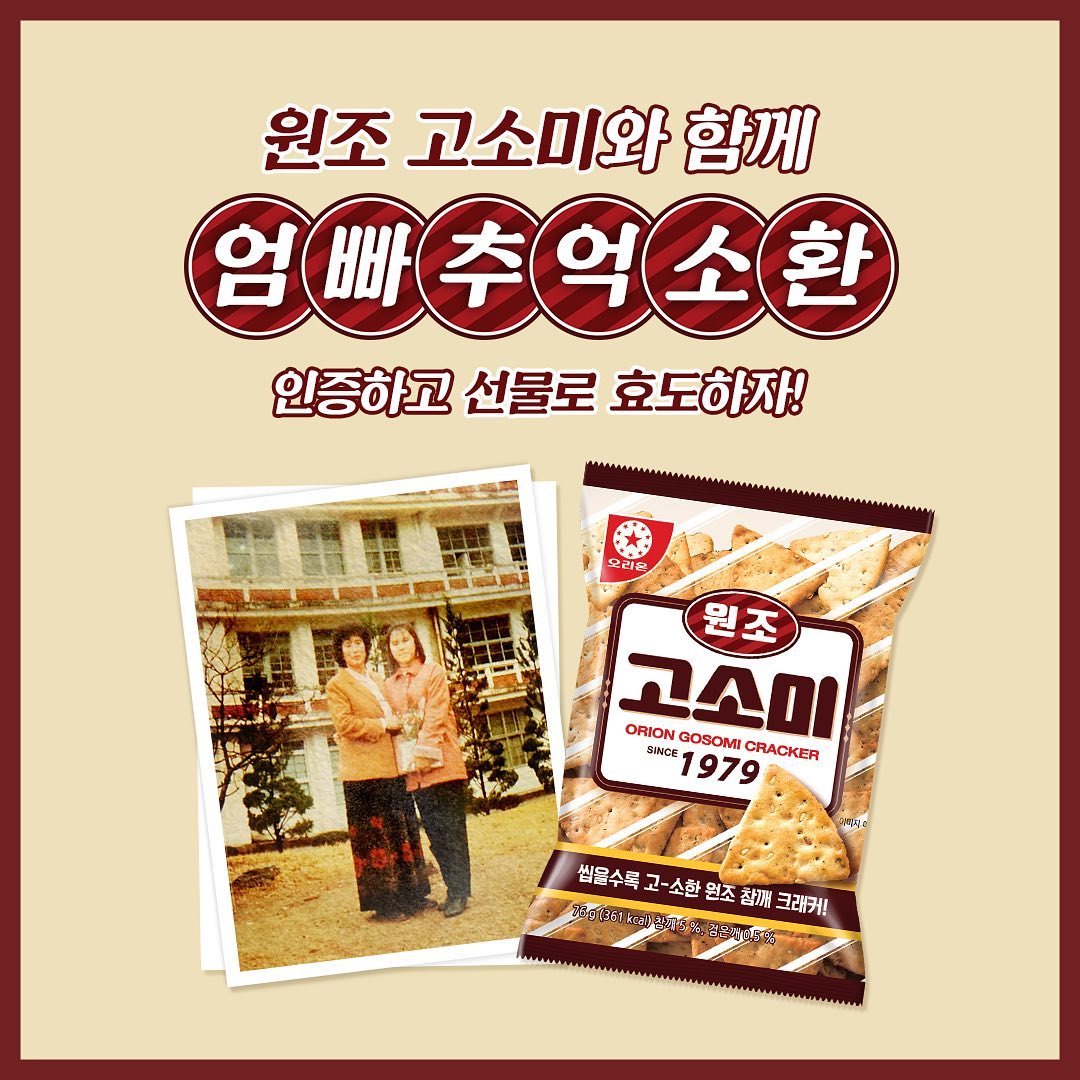 원조 고소미와 함께
엄빠추억소환
인증하고 선물로 효도하자!
오리온
원조
고소미
ORION GOSOMI CRACKER
SINCE 1979
이미지
씹을수록 고-소한 원조 참깨 크래커!
76 g (361 kcal) 참깨 5 %, 검은깨 0.5 %